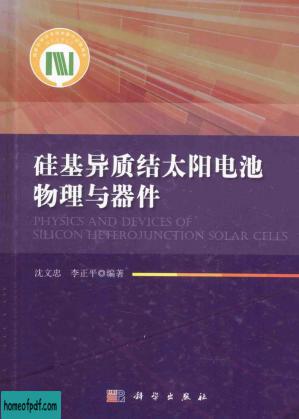 硅基异质结太阳电池
物理与器件
PHYSICS AND DEVICES OF
SILICON HETEROJUNCTION SOLAR CELLS
沈文忠 李正平◎编著
科学出版社
homeofpdf.com